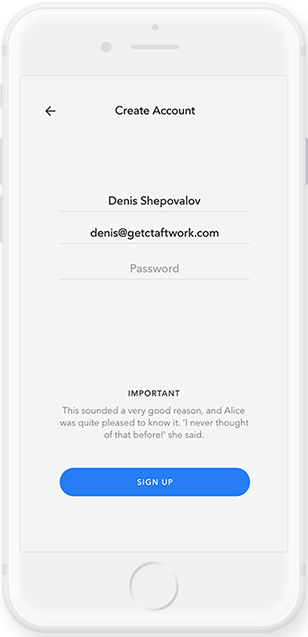 Create Account
Denis Shepovalov
denis@getctaftwork.com
Password
IMPORTANT
This sounded a very good reason, and Alice
was quite pleased to know it. 'I never thought
of that before!' she said.
SIGN UP